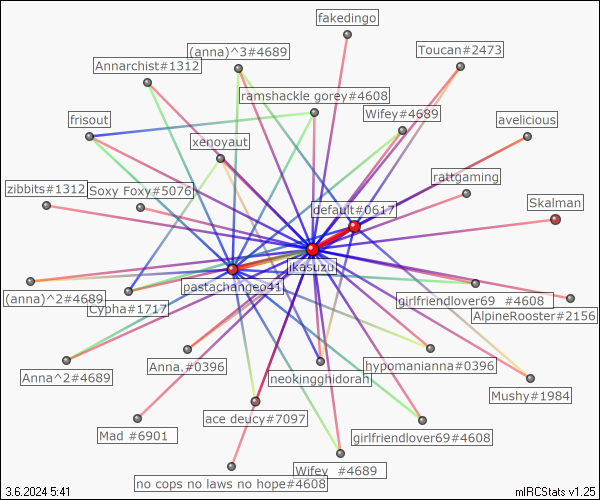 fakedingo
(anna)^3#4689
Toucan#2473
Annarchist#1312
ramshackle gorey#4608
Wifey#4689
frisout
avelicious
xenoyaut
rattgaming
zibbits#1312
Soxy Foxy#5076
Skalman
default#0617
jkasuzu
pastachangeo41
(anna)^2#4689
Cypha#1717
girlfriendlover69 #4608
AlpineRooster#2156
Anna^2#4689
Anna.#0396
hypomanianna#0396
neokingghidorah
Mushy#1984
ace deucy#7097
Mad #6901
girlfriendlover69#4608
Wifey #4689
no cops no laws no hope#4608
3.6.2024 5:41
mIRCStats v1.25